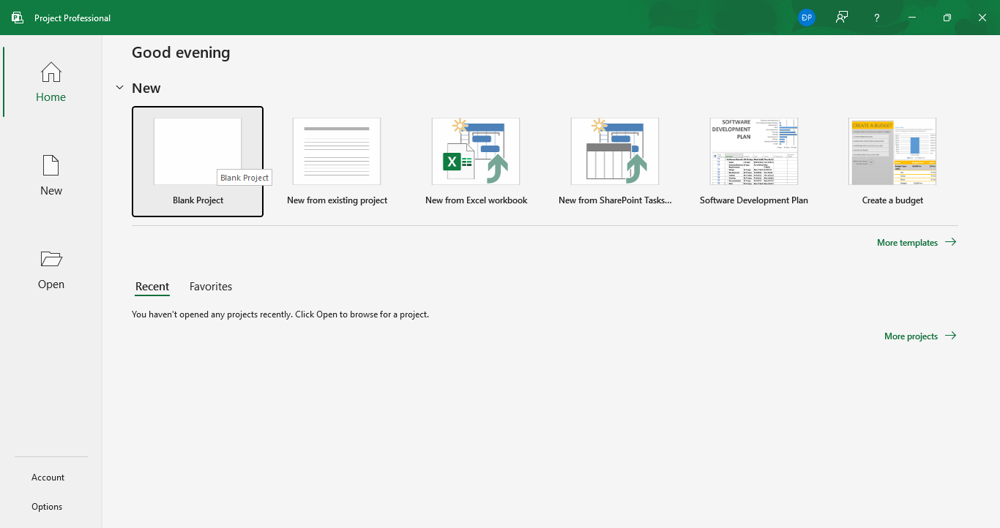 Project Professional
ĐP
?
Good evening
Home
New
Open
Account
Options
New
Blank Project
Blank Project
New from existing project
New from Excel workbook
New from SharePoint Tasks...
SOFTWARE
DEVELOPMENT
PLAN
Software Development Plan
CREATE A BUDGET
Create a budget
More templates
Recent
Favorites
You haven't opened any projects recently. Click Open to browse for a project.
More projects